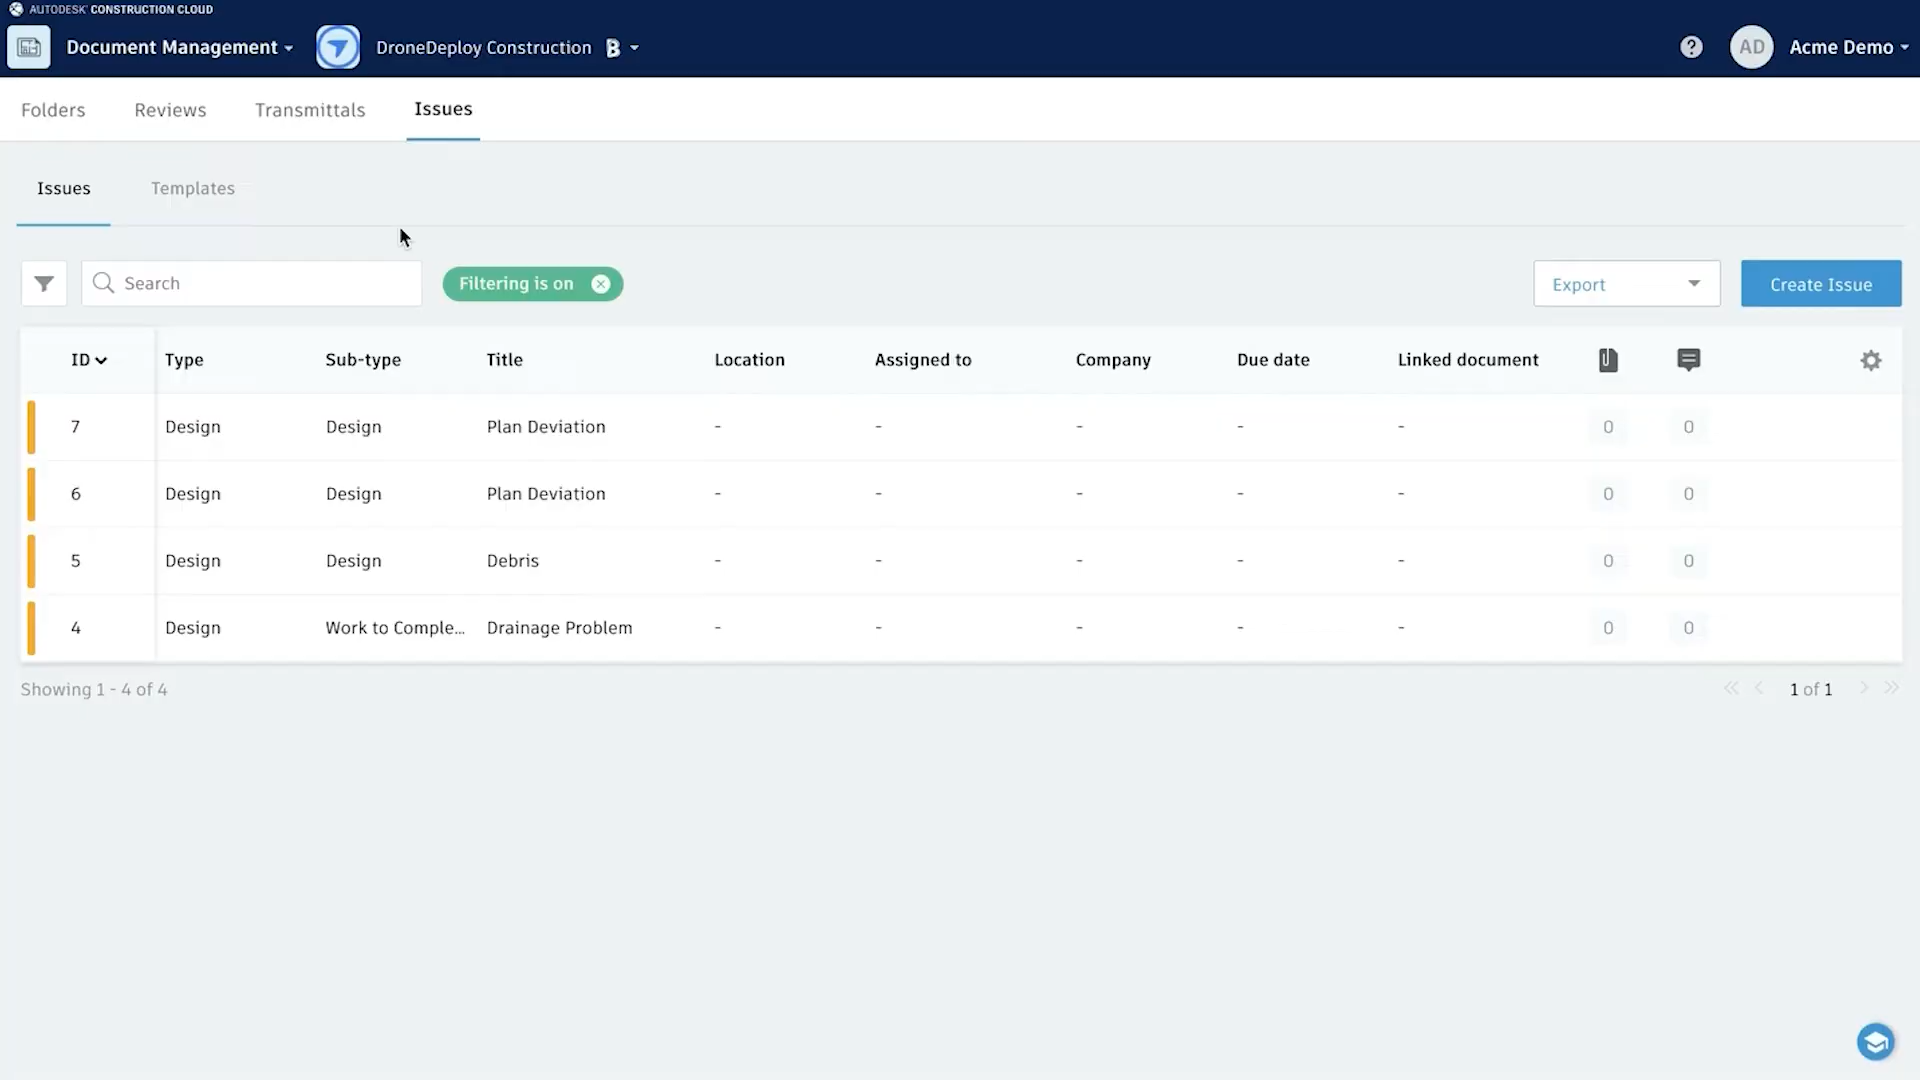 AUTODESK' CONSTRUCTION CLOUD
Document Management DroneDeploy Construction B AD Acme Demo
Folders Reviews Transmittals Issues
Issues Templates
Search Filtering is on Export Create Issue
ID Type Sub-type Title Location Assigned to Company Due date Linked document
7 Design Design Plan Deviation - - - - - 0 0
6 Design Design Plan Deviation - - - - - 0 0
5 Design Design Debris - - - - - 0 0
4 Design Work to Comple... Drainage Problem - - - - - 0 0
Showing 1 - 4 of 4 1 of 1